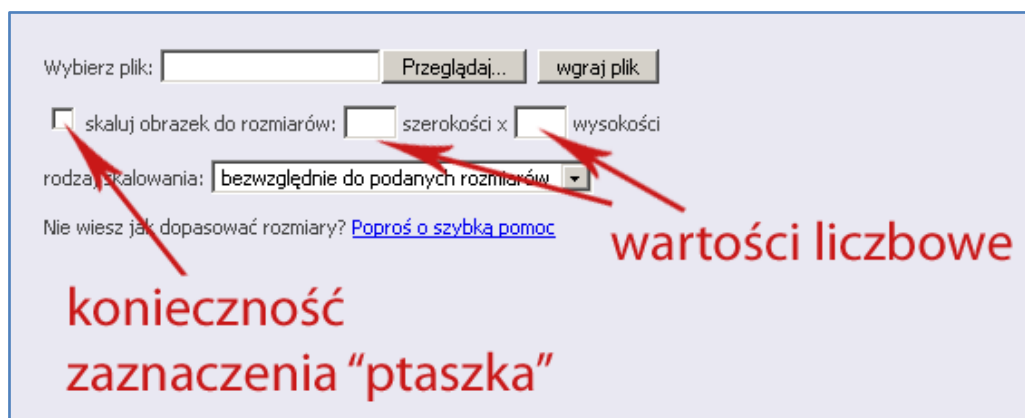 Wybierz plik: Przeglądaj... wgraj plik
skaluj obrazek do rozmiarów: szerokości x wysokości
rodzaj skalowania: bezwzględnie do podanych rozmiarów
Nie wiesz jak dopasować rozmiary? Poproś o szybką pomoc
wartości liczbowe
konieczność
zaznaczenia “ptaszka”